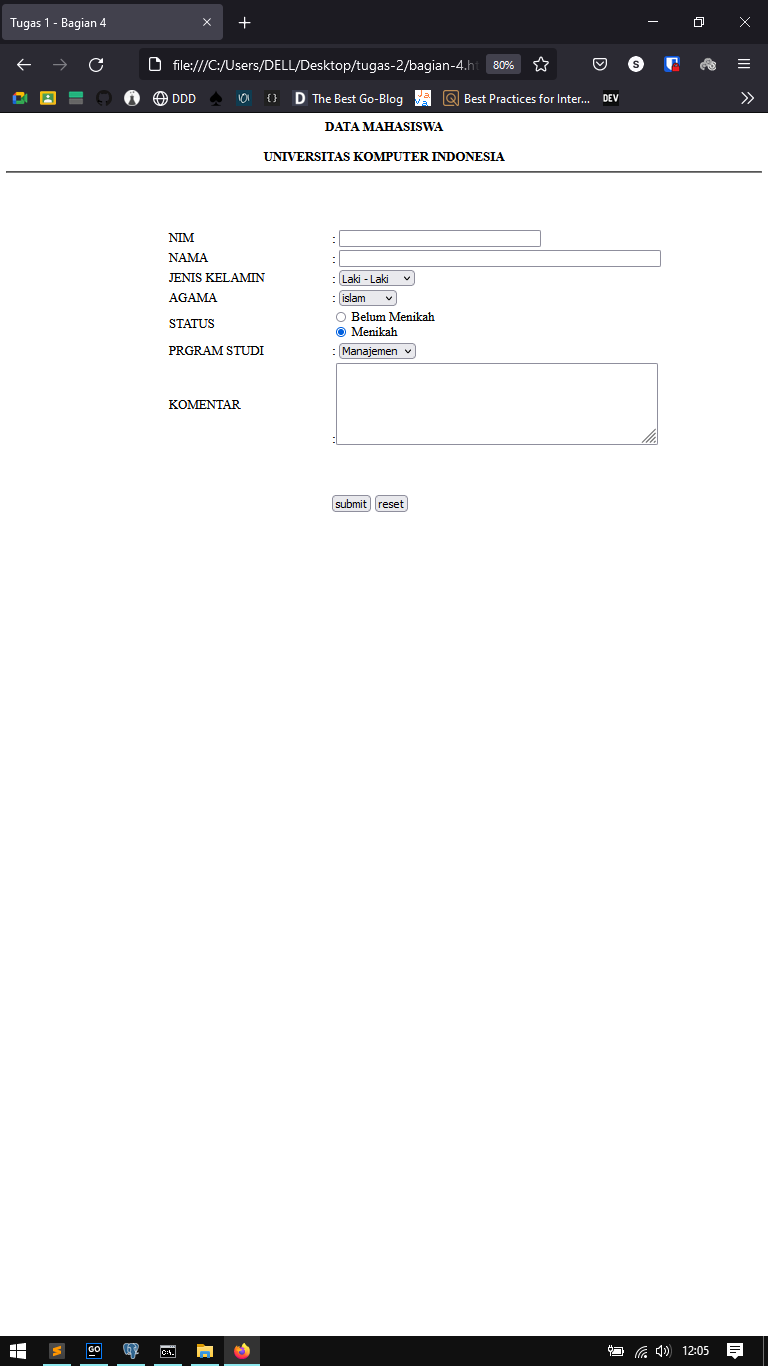 Tugas 1 - Bagian 4
file:///C:/Users/DELL/Desktop/tugas-2/bagian-4.ht
80%
S
DDD
{ }
D
The Best Go-Blog
Best Practices for Inter...
DEV
DATA MAHASISWA
UNIVERSITAS KOMPUTER INDONESIA
NIM :
NAMA :
JENIS KELAMIN : Laki - Laki
AGAMA : islam
STATUS
Belum Menikah
Menikah
PRGRAM STUDI : Manajemen
KOMENTAR
:
submit reset
GO
C:\.
12:05